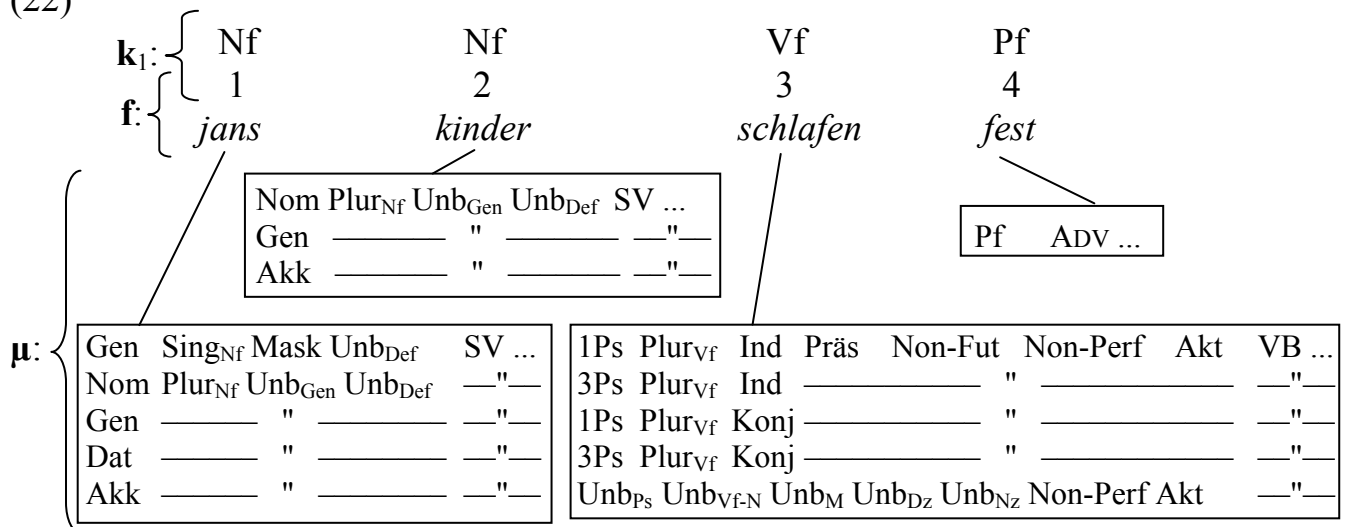 (22)
k1: Nf Nf Vf Pf
1 2 3 4
f: jans kinder schlafen fest
Nom PlurNf UnbGen UnbDef SV ...
Gen ——— " ——— —"—
Akk ——— " ——— —"—
Pf ADV ...
μ:
Gen SingNf Mask UnbDef SV ...
Nom PlurNf UnbGen UnbDef —"—
Gen ——— " ——— —"—
Dat ——— " ——— —"—
Akk ——— " ——— —"—
1Ps PlurVf Ind Präs Non-Fut Non-Perf Akt VB ...
3Ps PlurVf Ind ——— " ——— —"—
1Ps PlurVf Konj ——— " ——— —"—
3Ps PlurVf Konj ——— " ——— —"—
UnbPs UnbVf-N UnbM UnbDz UnbNz Non-Perf Akt —"—